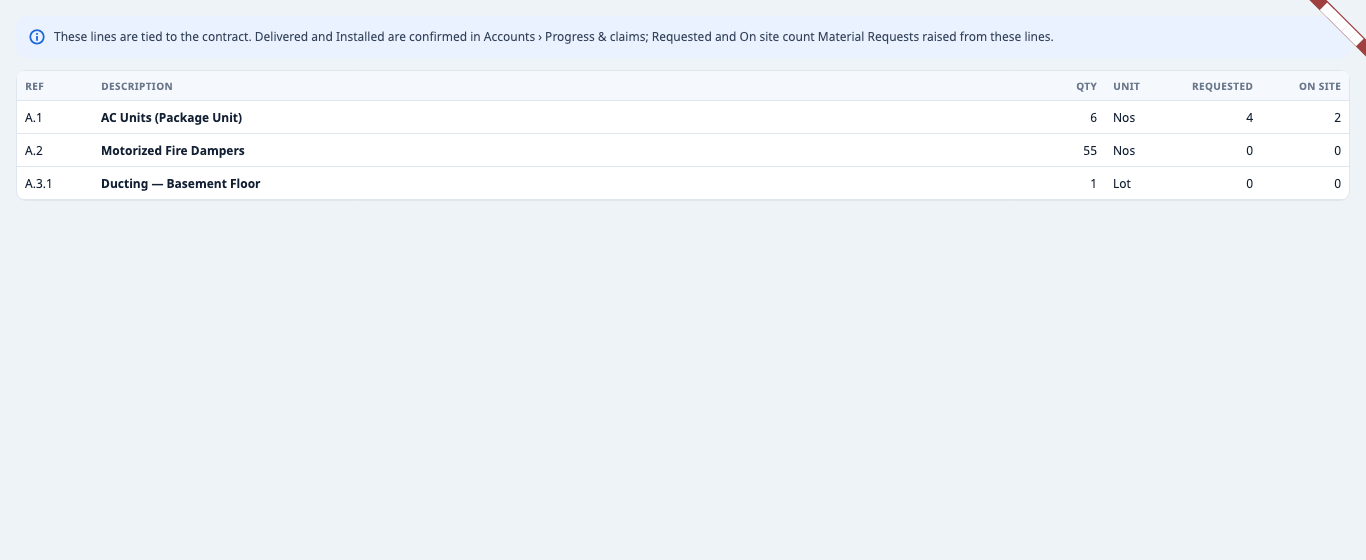 These lines are tied to the contract. Delivered and Installed are confirmed in Accounts › Progress & claims; Requested and On site count Material Requests raised from these lines.
REF DESCRIPTION QTY UNIT REQUESTED ON SITE
A.1 AC Units (Package Unit) 6 Nos 4 2
A.2 Motorized Fire Dampers 55 Nos 0 0
A.3.1 Ducting — Basement Floor 1 Lot 0 0